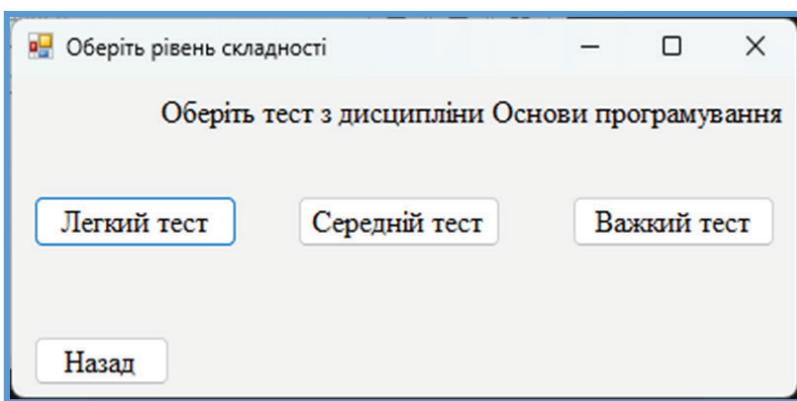 Оберіть рівень складності
Оберіть тест з дисципліни Основи програмування
Легкий тест Середній тест Важкий тест
Назад